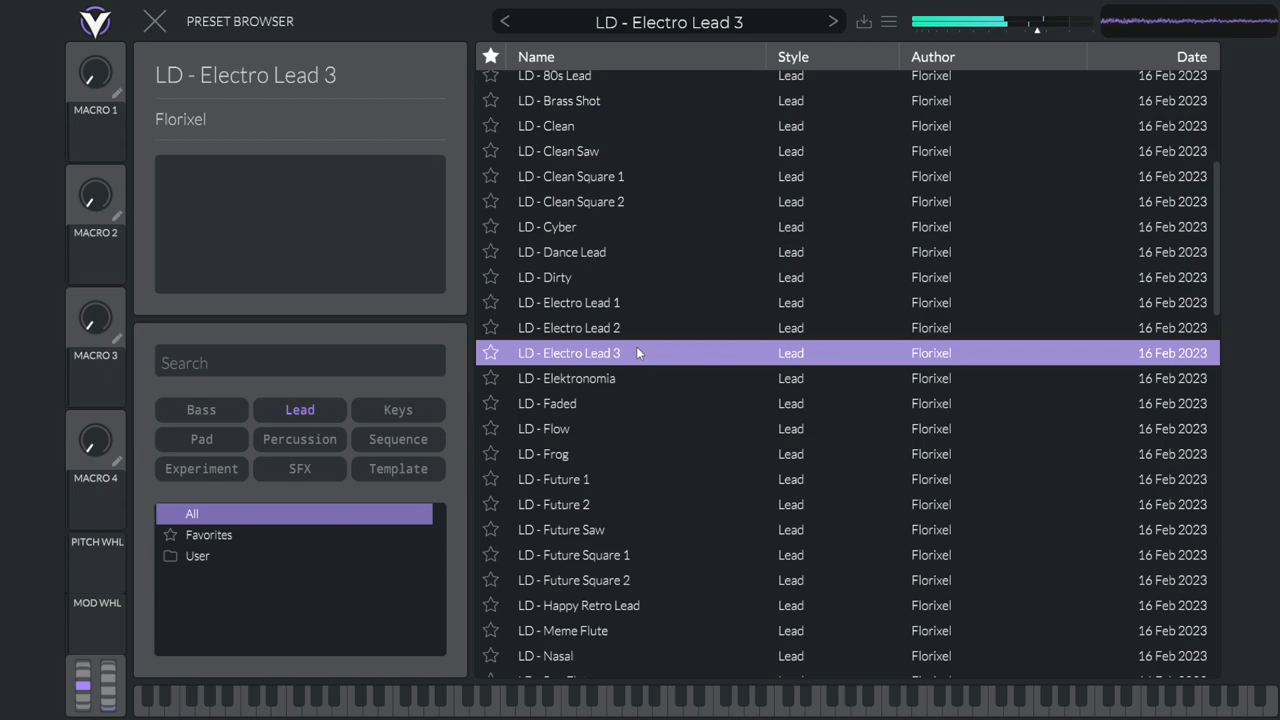 PRESET BROWSER
LD - Electro Lead 3
MACRO 1
MACRO 2
MACRO 3
MACRO 4
PITCH WHL
MOD WHL
LD - Electro Lead 3
Florixel
Search
Bass Lead Keys
Pad Percussion Sequence
Experiment SFX Template
All
Favorites
User
Name Style Author Date
LD - 80s Lead Lead Florixel 16 Feb 2023
LD - Brass Shot Lead Florixel 16 Feb 2023
LD - Clean Lead Florixel 16 Feb 2023
LD - Clean Saw Lead Florixel 16 Feb 2023
LD - Clean Square 1 Lead Florixel 16 Feb 2023
LD - Clean Square 2 Lead Florixel 16 Feb 2023
LD - Cyber Lead Florixel 16 Feb 2023
LD - Dance Lead Lead Florixel 16 Feb 2023
LD - Dirty Lead Florixel 16 Feb 2023
LD - Electro Lead 1 Lead Florixel 16 Feb 2023
LD - Electro Lead 2 Lead Florixel 16 Feb 2023
LD - Electro Lead 3 Lead Florixel 16 Feb 2023
LD - Elektronomia Lead Florixel 16 Feb 2023
LD - Faded Lead Florixel 16 Feb 2023
LD - Flow Lead Florixel 16 Feb 2023
LD - Frog Lead Florixel 16 Feb 2023
LD - Future 1 Lead Florixel 16 Feb 2023
LD - Future 2 Lead Florixel 16 Feb 2023
LD - Future Saw Lead Florixel 16 Feb 2023
LD - Future Square 1 Lead Florixel 16 Feb 2023
LD - Future Square 2 Lead Florixel 16 Feb 2023
LD - Happy Retro Lead Lead Florixel 16 Feb 2023
LD - Meme Flute Lead Florixel 16 Feb 2023
LD - Nasal Lead Florixel 16 Feb 2023